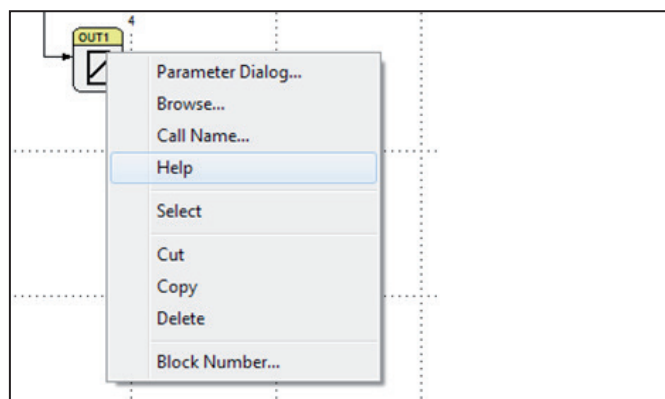 4
OUT1
Parameter Dialog...
Browse...
Call Name...
Help
Select
Cut
Copy
Delete
Block Number...